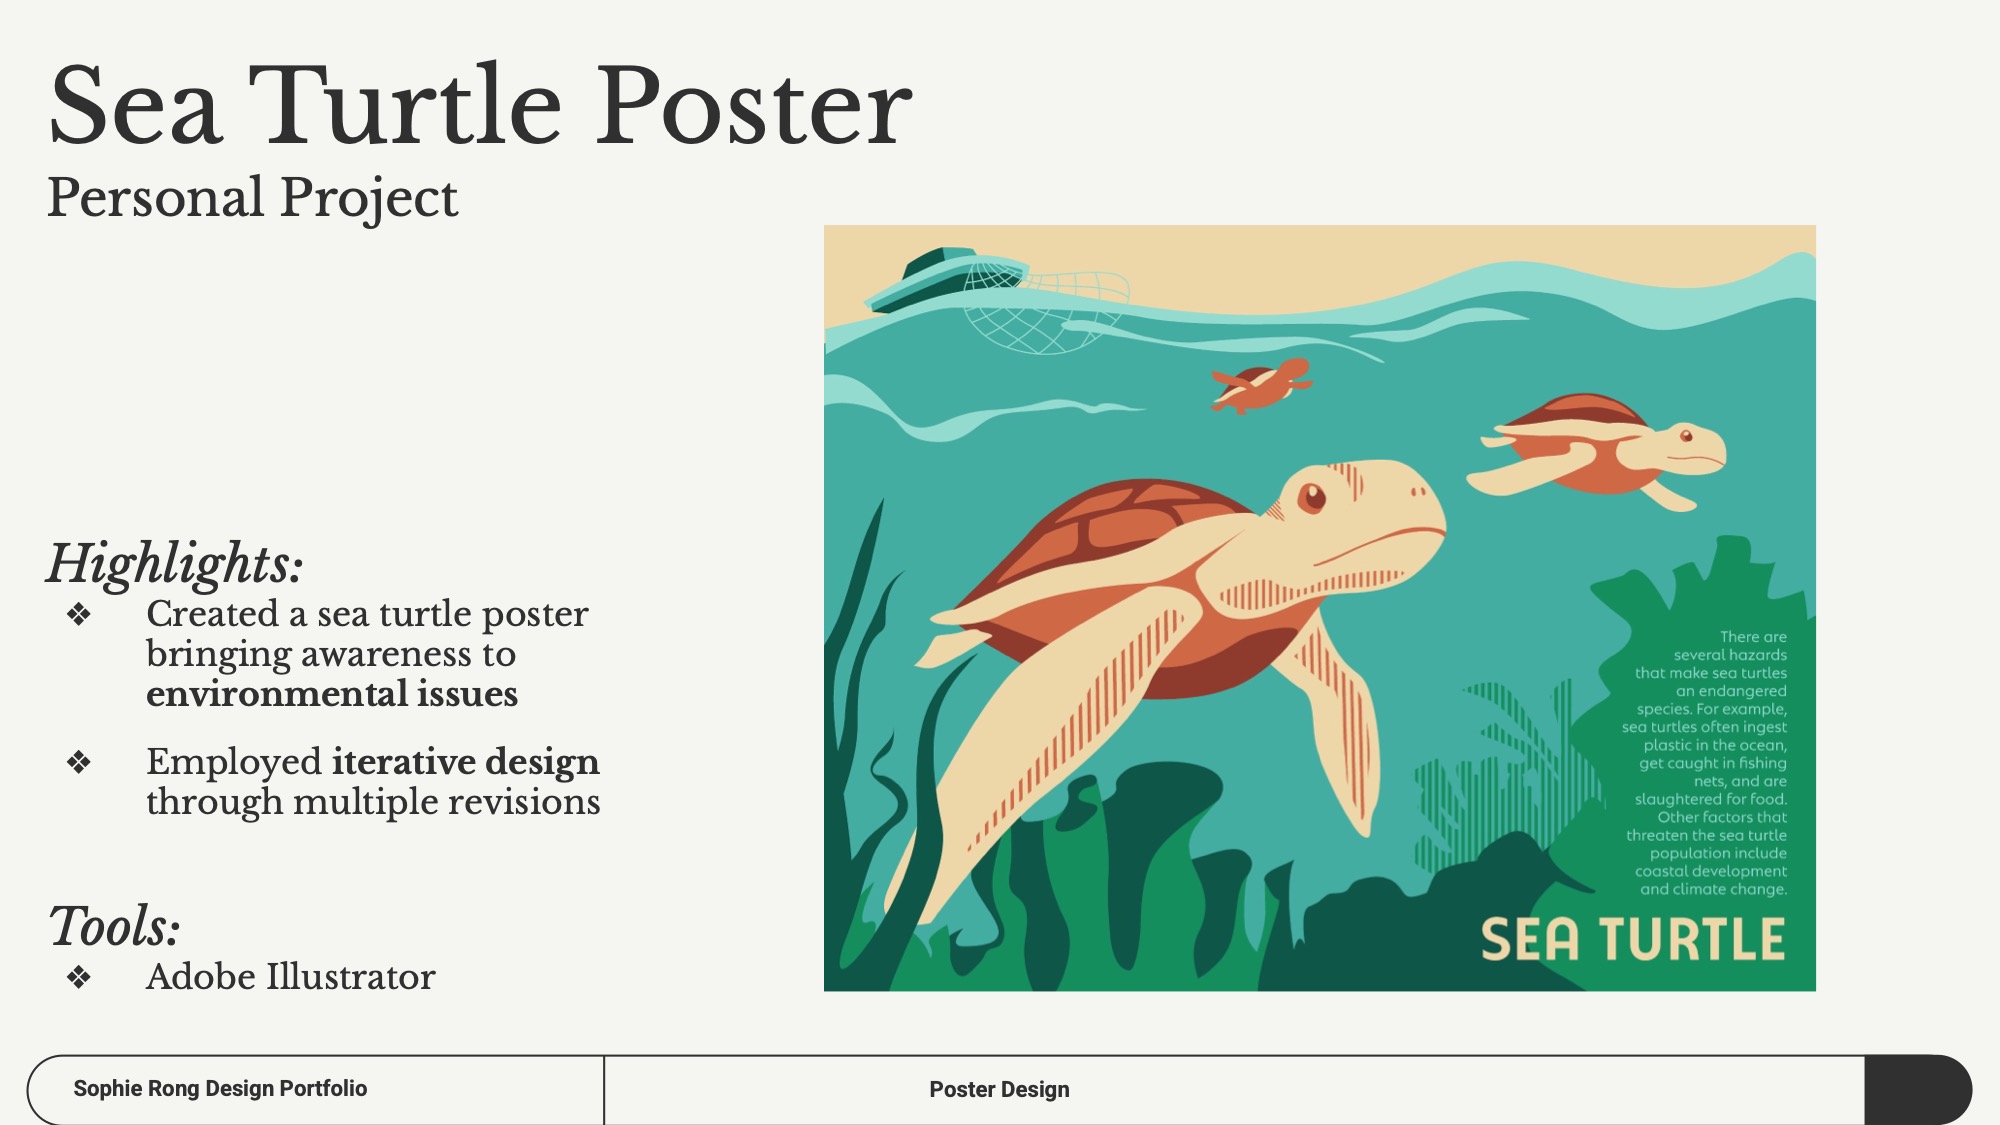 Sea Turtle Poster
Personal Project
Highlights:
❖ Created a sea turtle poster
bringing awareness to
environmental issues
❖ Employed iterative design
through multiple revisions
Tools:
❖ Adobe Illustrator
There are
several hazards
that make sea turtles
an endangered
species. For example,
sea turtles often ingest
plastic in the ocean,
get caught in fishing
nets, and are
slaughtered for food.
Other factors that
threaten the sea turtle
population include
coastal development
and climate change.
SEA TURTLE
Sophie Rong Design Portfolio
Poster Design